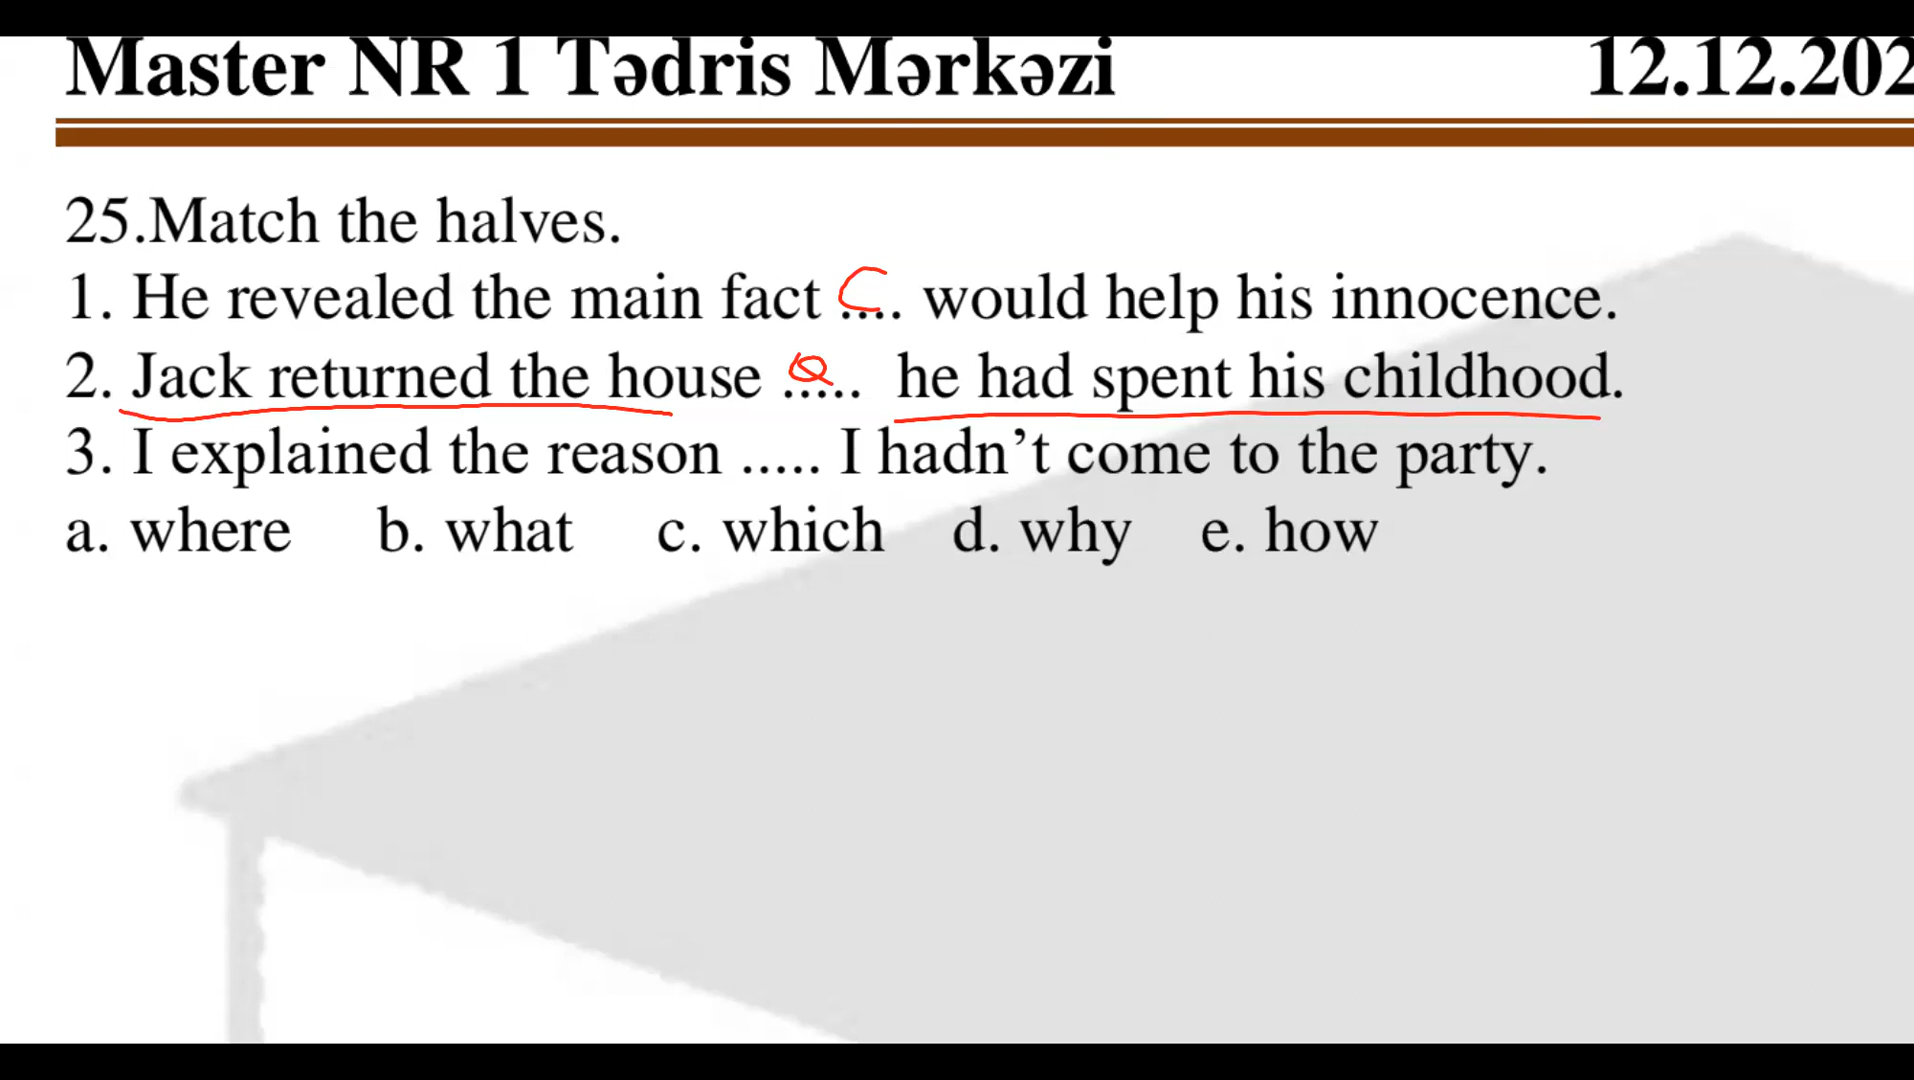 Master NR 1 Tədris Mərkəzi 12.12.202
25.Match the halves.
1. He revealed the main fact c.... would help his innocence.
2. Jack returned the house a..... he had spent his childhood.
3. I explained the reason ..... I hadn’t come to the party.
a. where b. what c. which d. why e. how